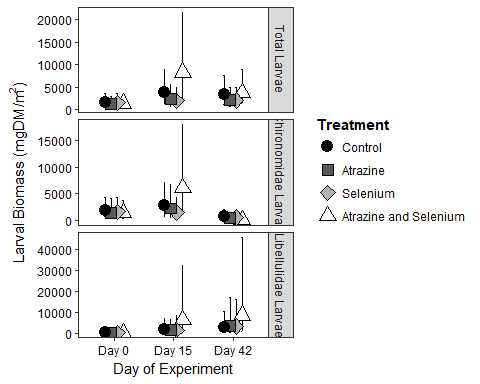 Larval Biomass (mgDM/m²)
20000
15000
10000
5000
0
Total Larvae
15000
10000
5000
0
hironomidae Larva
40000
30000
20000
10000
0
Libellulidae Larvae
Day 0
Day 15
Day 42
Day of Experiment
Treatment
Control
Atrazine
Selenium
Atrazine and Selenium